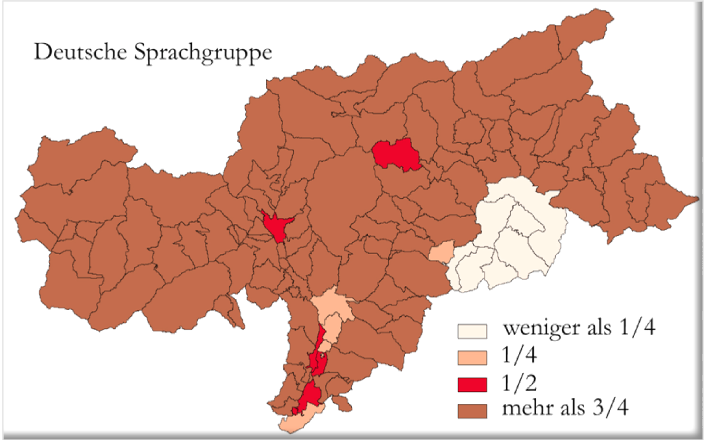 Deutsche Sprachgruppe
weniger als 1/4
1/4
1/2
mehr als 3/4